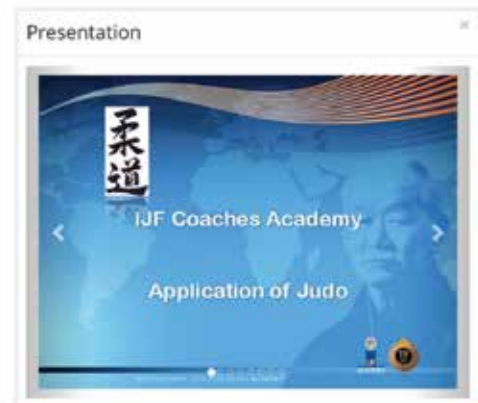 Presentation
×
柔道
IJF Coaches Academy
Application of Judo